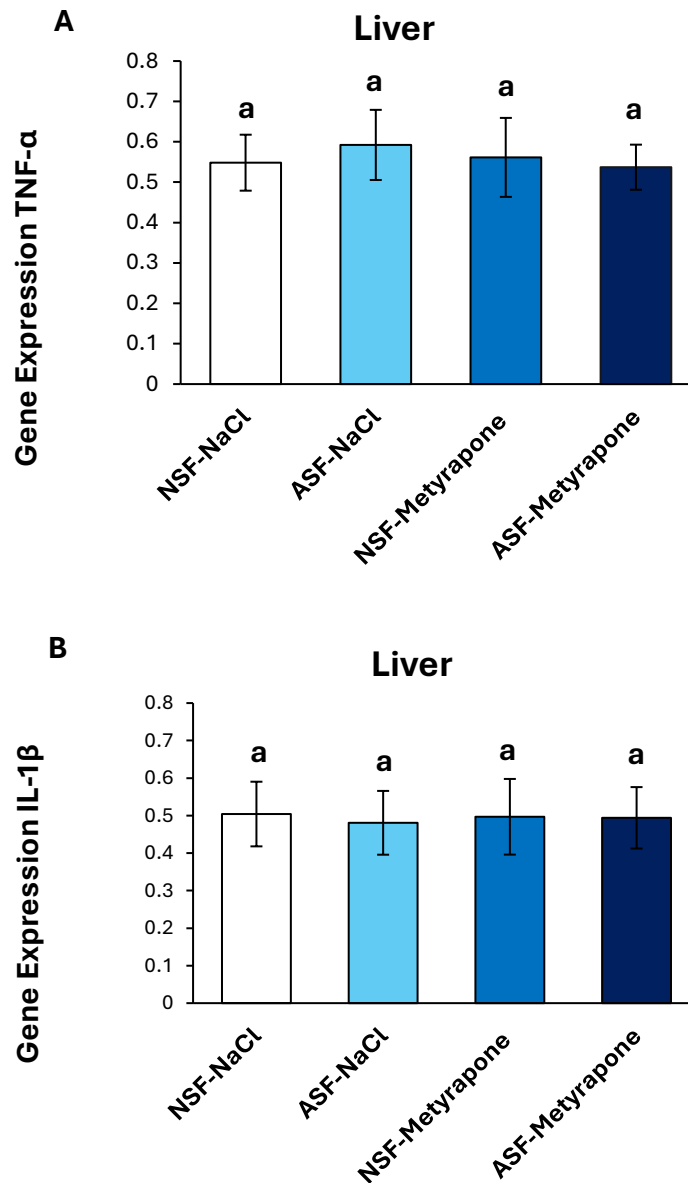 A
Liver
Gene Expression TNF-α
0.8
0.7
0.6
0.5
0.4
0.3
0.2
0.1
0
a
a
a
a
NSF-NaCl
ASF-NaCl
NSF-Metyrapone
ASF-Metyrapone
B
Liver
Gene Expression IL-1β
0.8
0.7
0.6
0.5
0.4
0.3
0.2
0.1
0
a
a
a
a
NSF-NaCl
ASF-NaCl
NSF-Metyrapone
ASF-Metyrapone